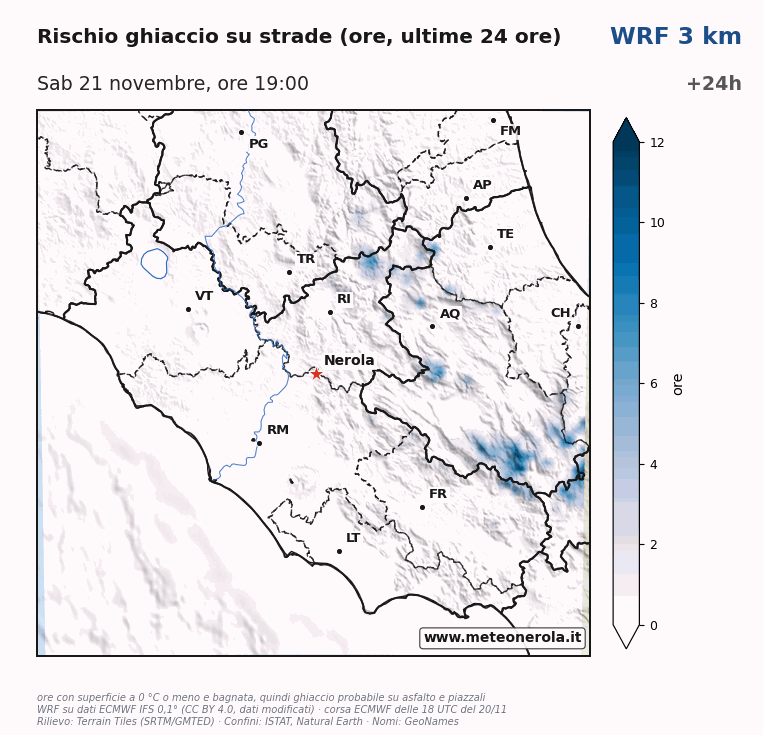 Rischio ghiaccio su strade (ore, ultime 24 ore)
WRF 3 km
Sab 21 novembre, ore 19:00
+24h
FM
PG
AP
TE
TR
VT
RI
AQ
CH
Nerola
RM
FR
LT
www.meteonerola.it
12
10
8
6
4
2
0
ore
ore con superficie a 0 °C o meno e bagnata, quindi ghiaccio probabile su asfalto e piazzali
WRF su dati ECMWF IFS 0,1° (CC BY 4.0, dati modificati) · corsa ECMWF delle 18 UTC del 20/11
Rilievo: Terrain Tiles (SRTM/GMTED) · Confini: ISTAT, Natural Earth · Nomi: GeoNames